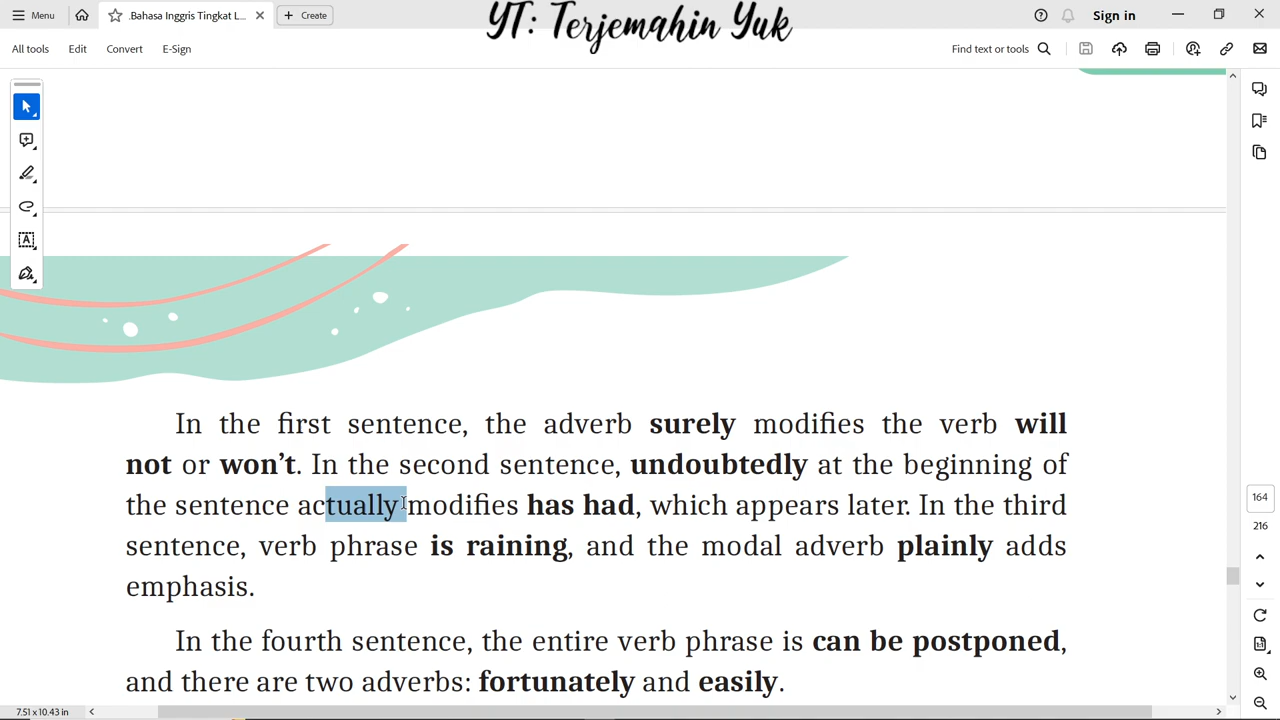 Menu
.Bahasa Inggris Tingkat L...
Create
YT: Terjemahin Yuk
Sign in
All tools
Edit
Convert
E-Sign
Find text or tools
In the first sentence, the adverb surely modifies the verb will
not or won’t. In the second sentence, undoubtedly at the beginning of
the sentence actually modifies has had, which appears later. In the third
sentence, verb phrase is raining, and the modal adverb plainly adds
emphasis.
In the fourth sentence, the entire verb phrase is can be postponed,
and there are two adverbs: fortunately and easily.
164
216
7.51 x 10.43 in